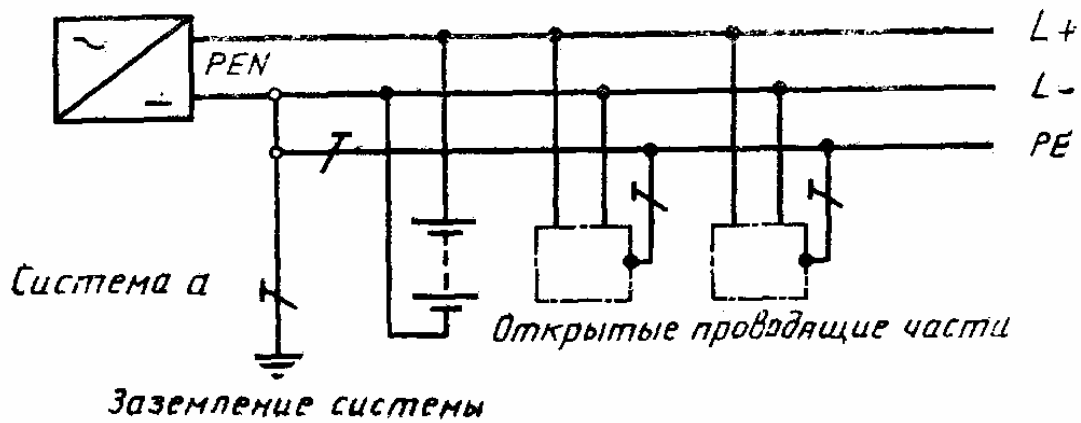 L+
PEN
L-
PE
Система а
Открытые проводящие части
Заземление системы